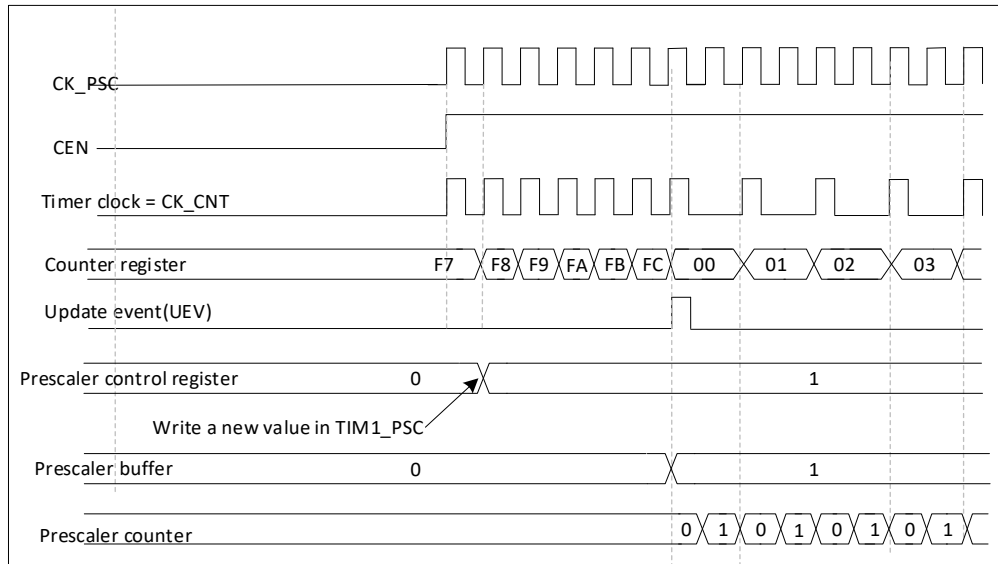 CK_PSC
CEN
Timer clock = CK_CNT
Counter register F7 F8 F9 FA FB FC 00 01 02 03
Update event(UEV)
Prescaler control register 0 1
Write a new value in TIM1_PSC
Prescaler buffer 0 1
Prescaler counter 0 1 0 1 0 1 0 1